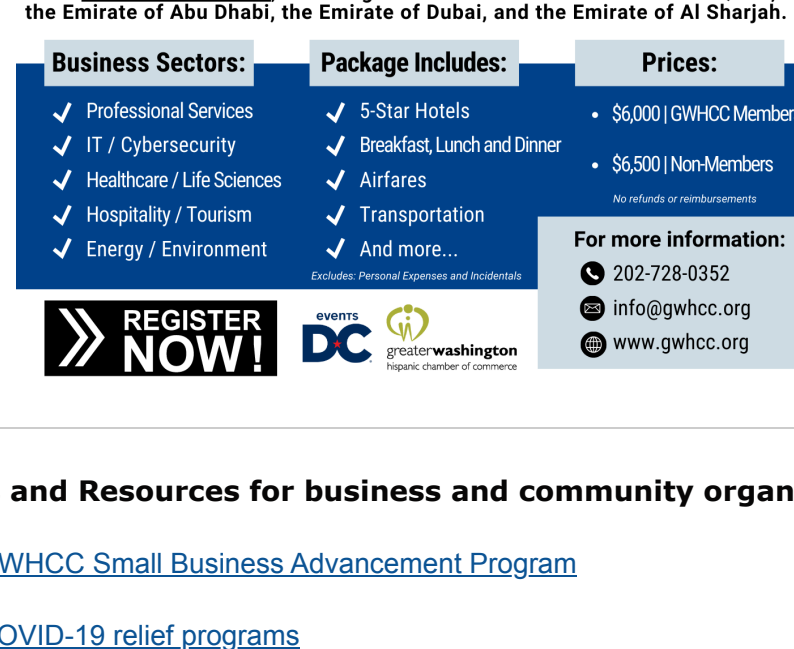 the Emirate of Abu Dhabi, the Emirate of Dubai, and the Emirate of Al Sharjah.
Business Sectors:
Professional Services
IT / Cybersecurity
Healthcare / Life Sciences
Hospitality / Tourism
Energy / Environment
Package Includes:
5-Star Hotels
Breakfast, Lunch and Dinner
Airfares
Transportation
And more...
Excludes: Personal Expenses and Incidentals
Prices:
• $6,000 | GWHCC Member
• $6,500 | Non-Members
No refunds or reimbursements
For more information:
202-728-0352
info@gwhcc.org
www.gwhcc.org
REGISTER
NOW!
events
DC
greaterwashington
hispanic chamber of commerce
and Resources for business and community organ
WHCC Small Business Advancement Program
OVID-19 relief programs